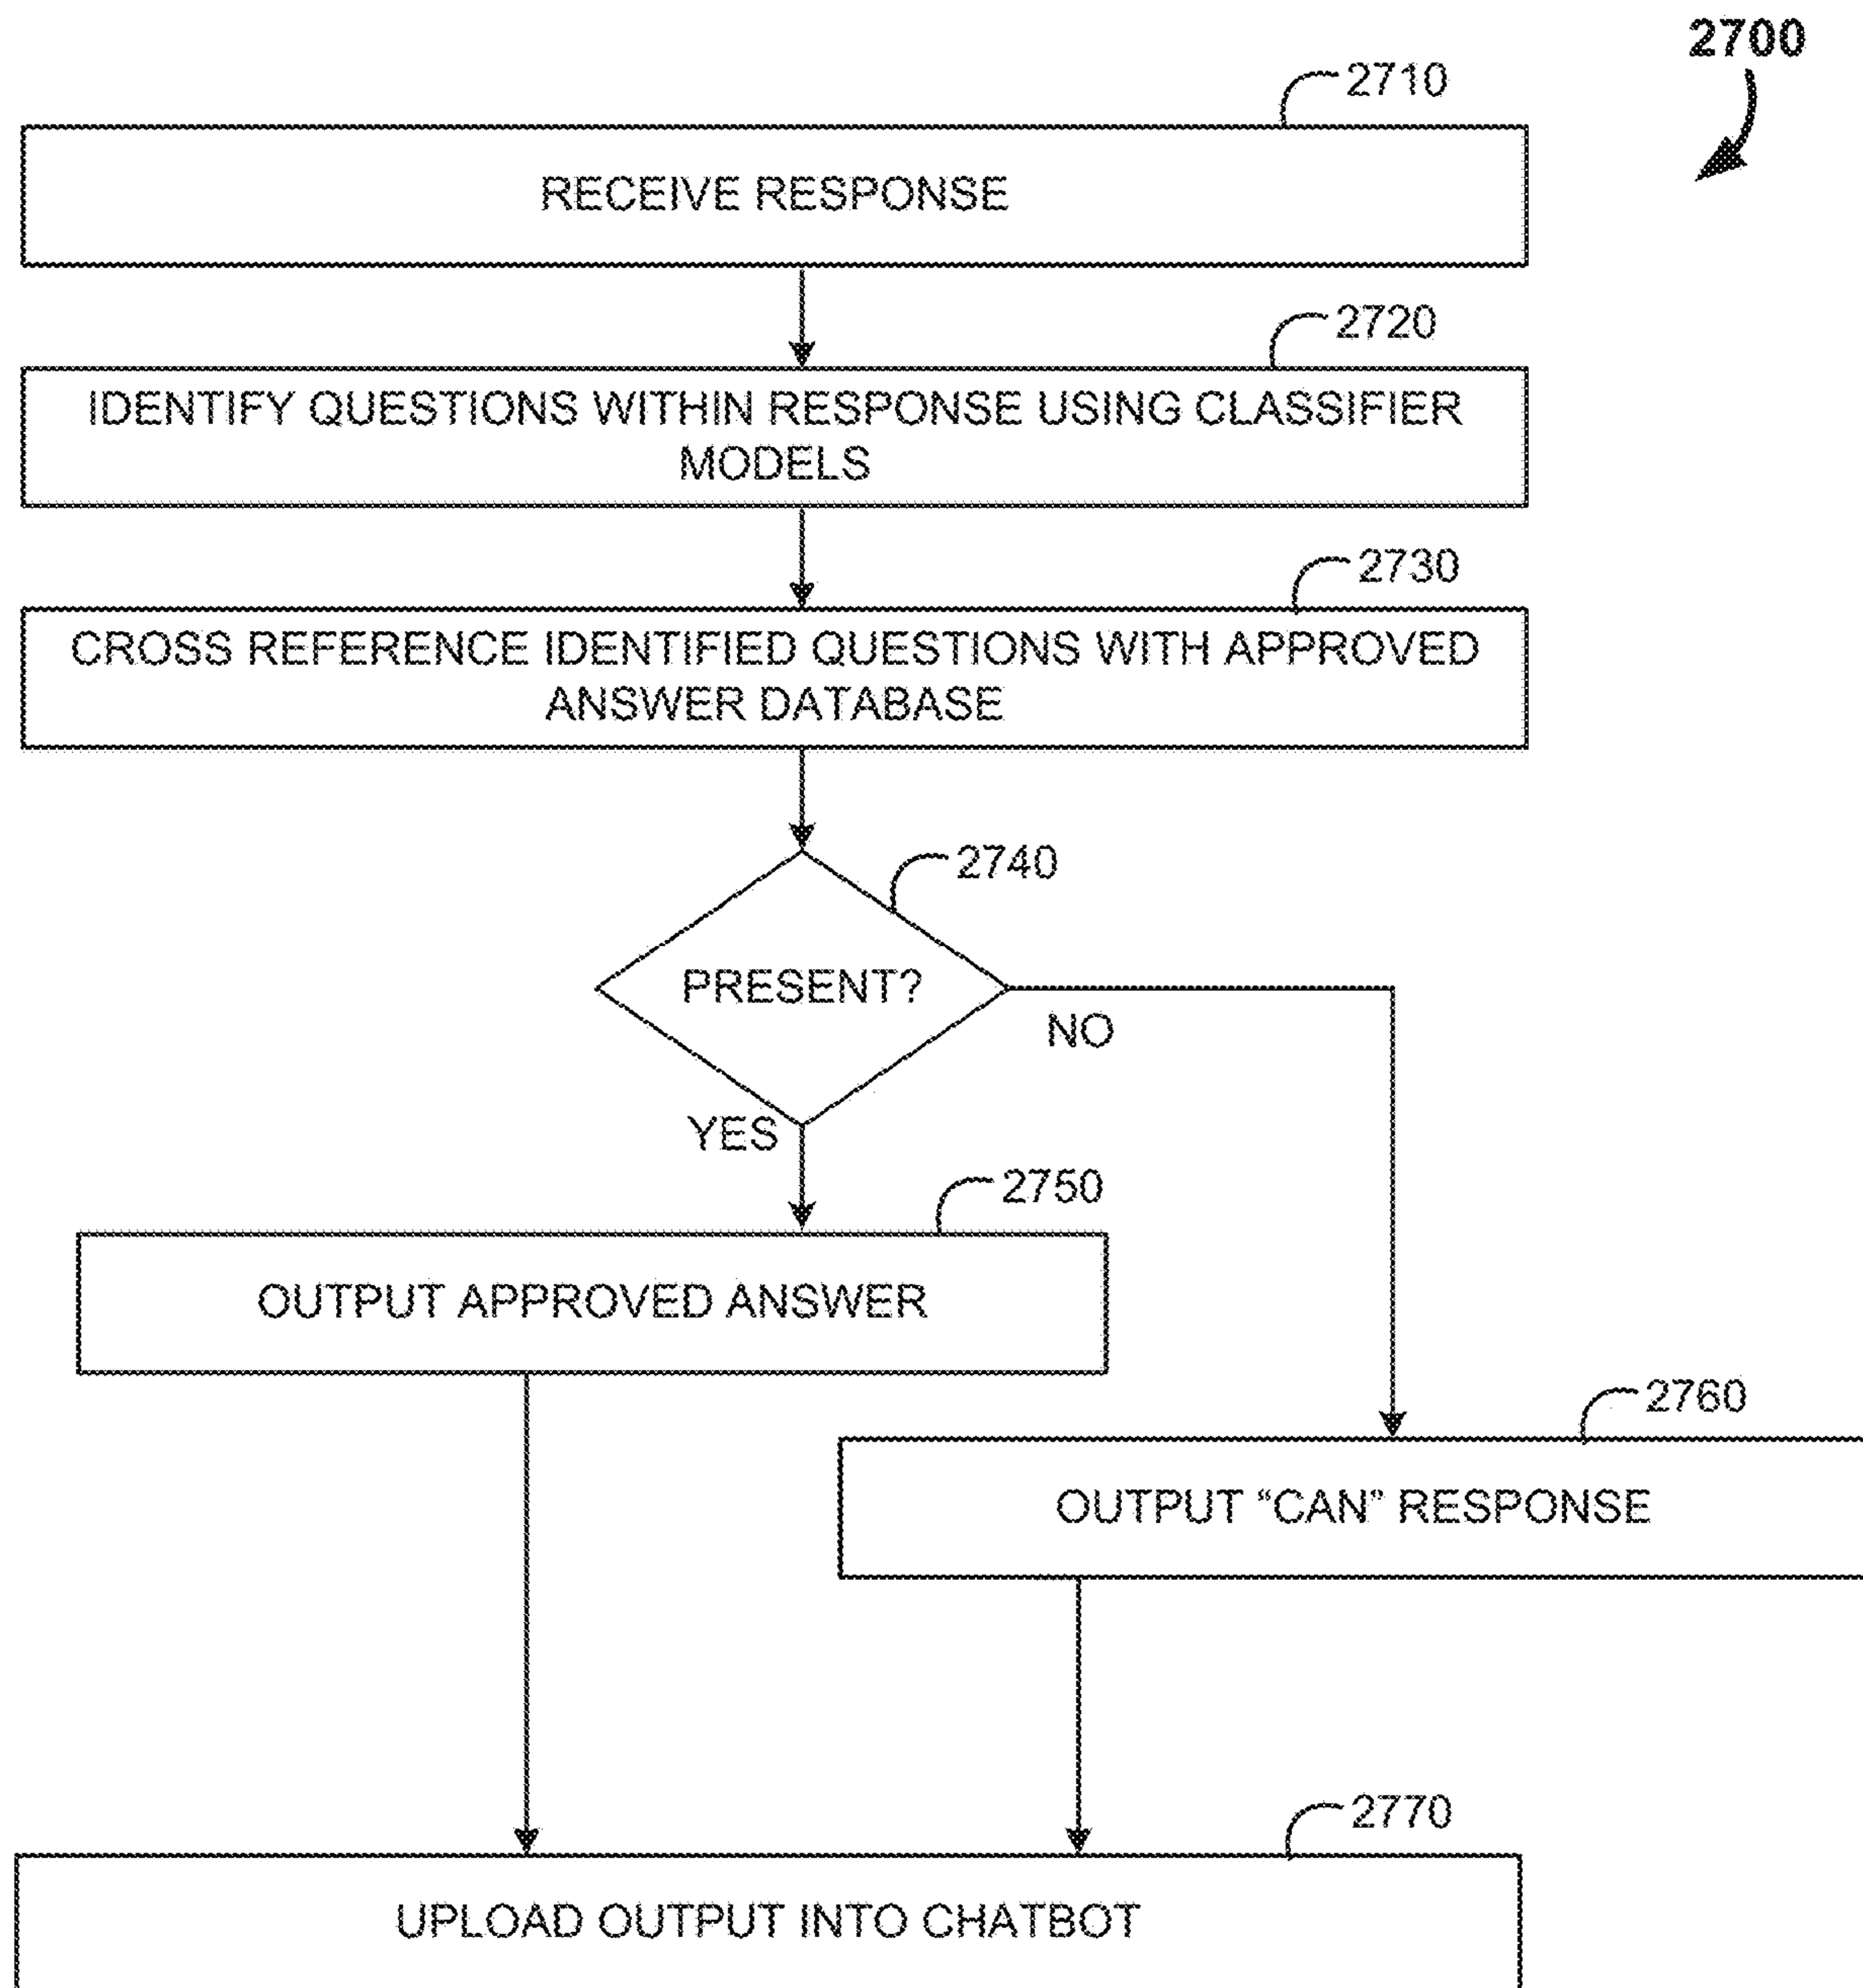 2700
2710
RECEIVE RESPONSE
2720
IDENTIFY QUESTIONS WITHIN RESPONSE USING CLASSIFIER
MODELS
2730
CROSS REFERENCE IDENTIFIED QUESTIONS WITH APPROVED
ANSWER DATABASE
2740
PRESENT?
NO
YES
2750
OUTPUT APPROVED ANSWER
2760
OUTPUT “CAN” RESPONSE
2770
UPLOAD OUTPUT INTO CHATBOT